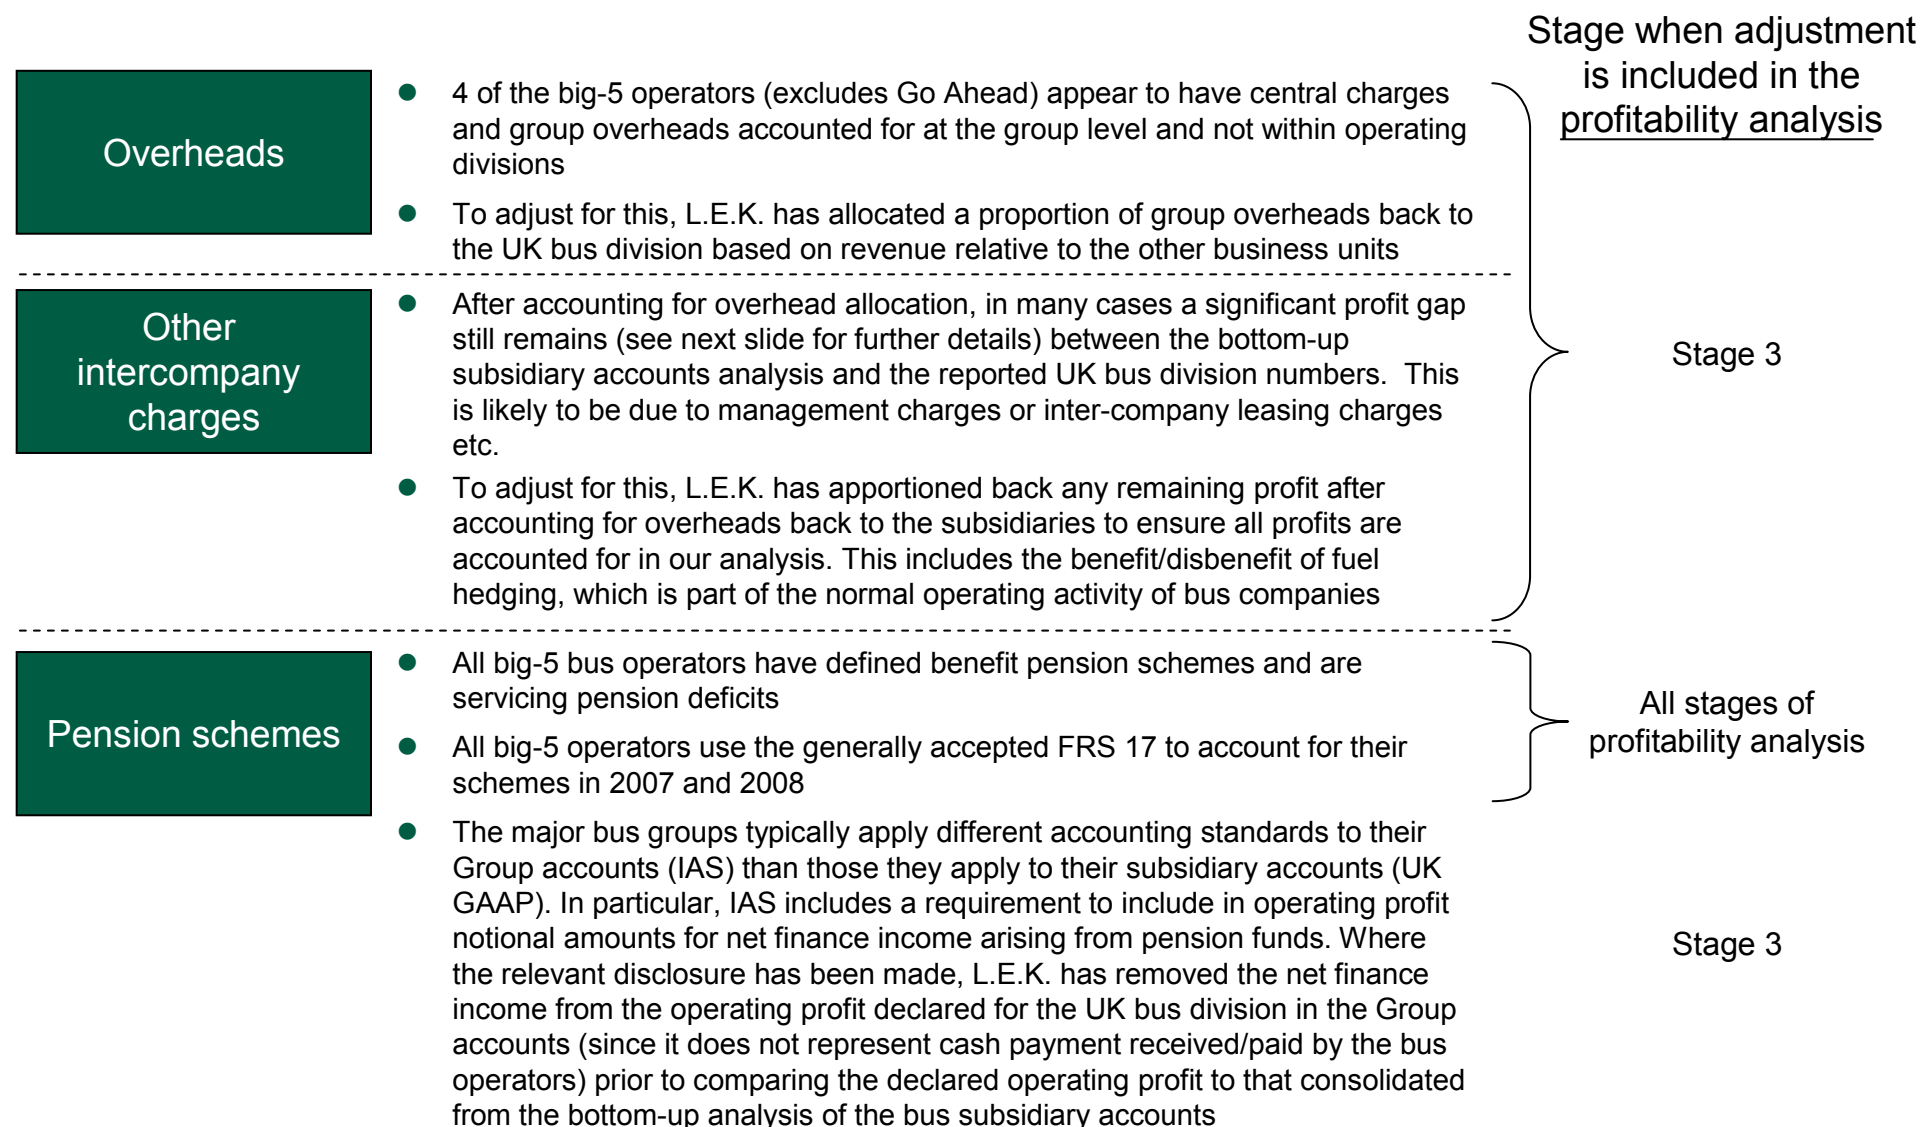 Stage when adjustment
is included in the
profitability analysis
Overheads
● 4 of the big-5 operators (excludes Go Ahead) appear to have central charges
and group overheads accounted for at the group level and not within operating
divisions
● To adjust for this, L.E.K. has allocated a proportion of group overheads back to
the UK bus division based on revenue relative to the other business units
Other
intercompany
charges
● After accounting for overhead allocation, in many cases a significant profit gap
still remains (see next slide for further details) between the bottom-up
subsidiary accounts analysis and the reported UK bus division numbers.  This
is likely to be due to management charges or inter-company leasing charges
etc.
● To adjust for this, L.E.K. has apportioned back any remaining profit after
accounting for overheads back to the subsidiaries to ensure all profits are
accounted for in our analysis. This includes the benefit/disbenefit of fuel
hedging, which is part of the normal operating activity of bus companies
Stage 3
Pension schemes
● All big-5 bus operators have defined benefit pension schemes and are
servicing pension deficits
● All big-5 operators use the generally accepted FRS 17 to account for their
schemes in 2007 and 2008
All stages of
profitability analysis
● The major bus groups typically apply different accounting standards to their
Group accounts (IAS) than those they apply to their subsidiary accounts (UK
GAAP). In particular, IAS includes a requirement to include in operating profit
notional amounts for net finance income arising from pension funds. Where
the relevant disclosure has been made, L.E.K. has removed the net finance
income from the operating profit declared for the UK bus division in the Group
accounts (since it does not represent cash payment received/paid by the bus
operators) prior to comparing the declared operating profit to that consolidated
from the bottom-up analysis of the bus subsidiary accounts
Stage 3